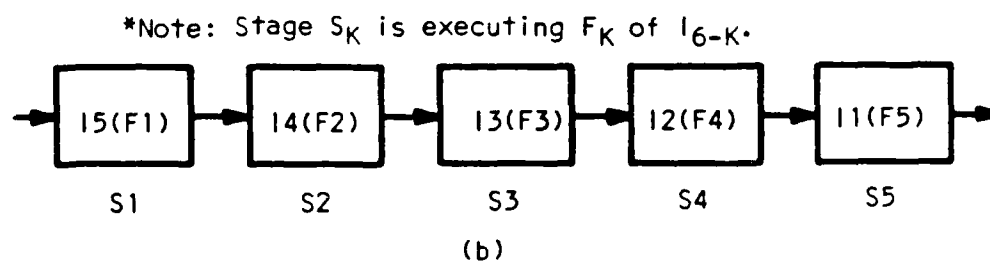 *Note: Stage S_K is executing F_K of I_{6-K}.
I5(F1) I4(F2) I3(F3) I2(F4) I1(F5)
S1 S2 S3 S4 S5
(b)